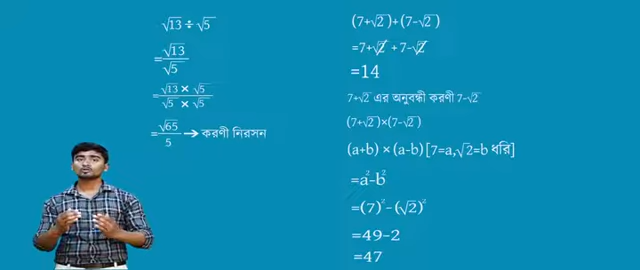 √13 ÷ √5
=√13/√5
=√13 × √5/√5 × √5
=√65/5 → করণী নিরসন
(7+√2)+(7−√2)
=7+√2 +7−√2
=14
7+√2 এর অনুবন্ধী করণী 7−√2
(7+√2)×(7−√2)
(a+b) × (a-b) [7=a,√2=b ধরি]
=a²-b²
=(7)²-(√2)²
=49-2
=47